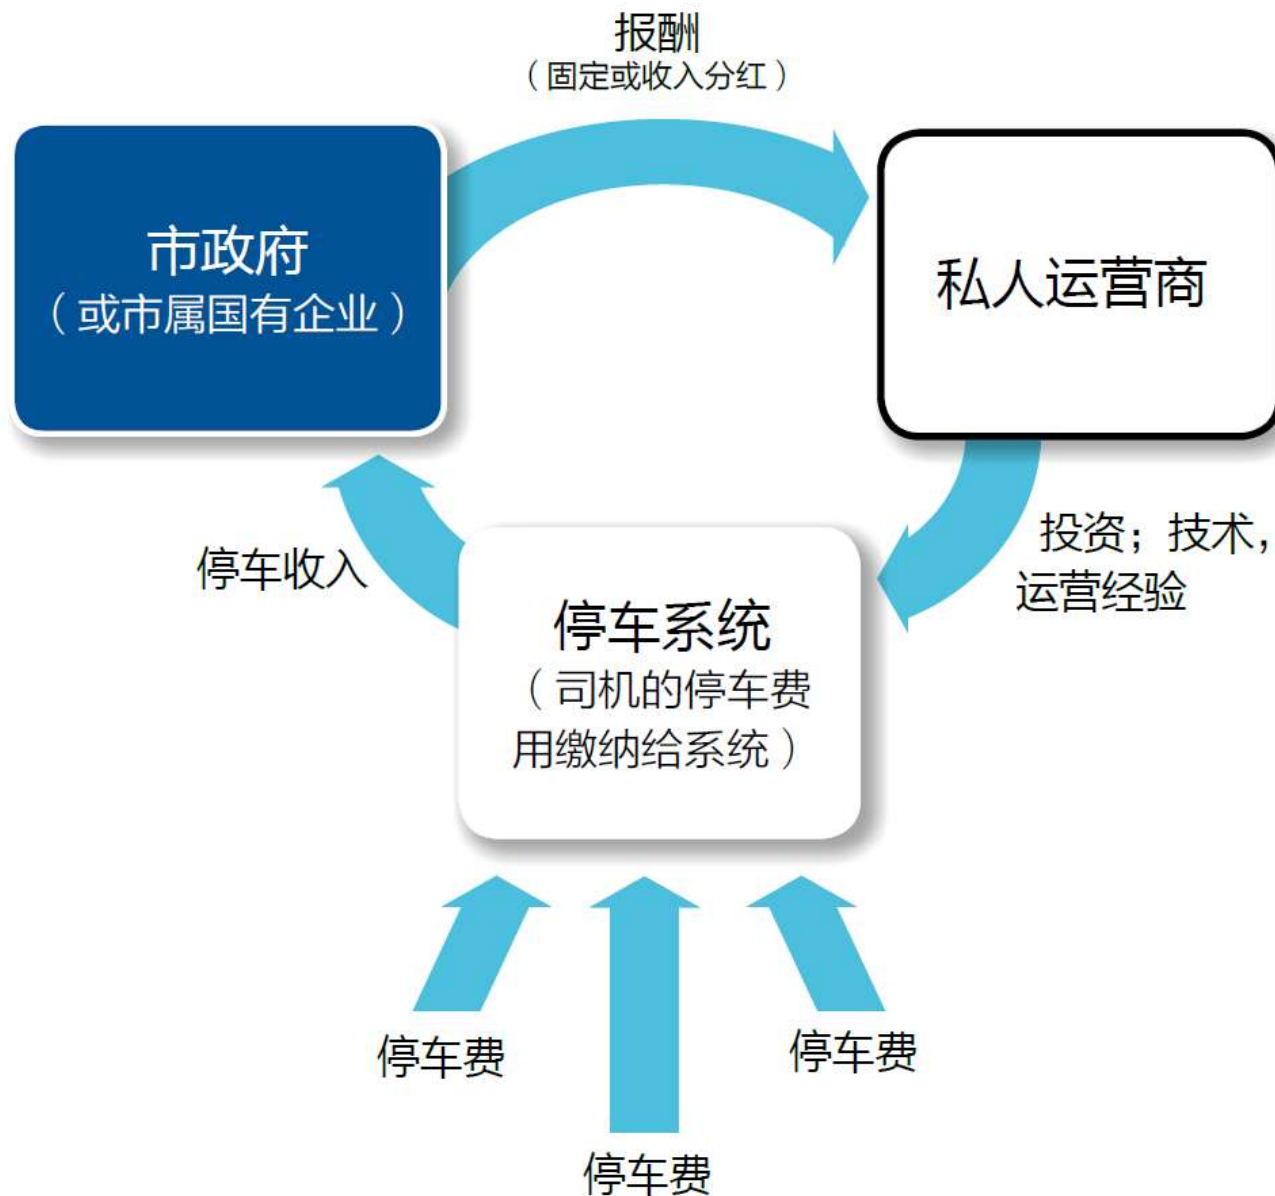 报酬
（固定或收入分红）
市政府
（或市属国有企业）
私人运营商
停车收入
投资；技术，
运营经验
停车系统
（司机的停车费
用缴纳给系统）
停车费
停车费
停车费